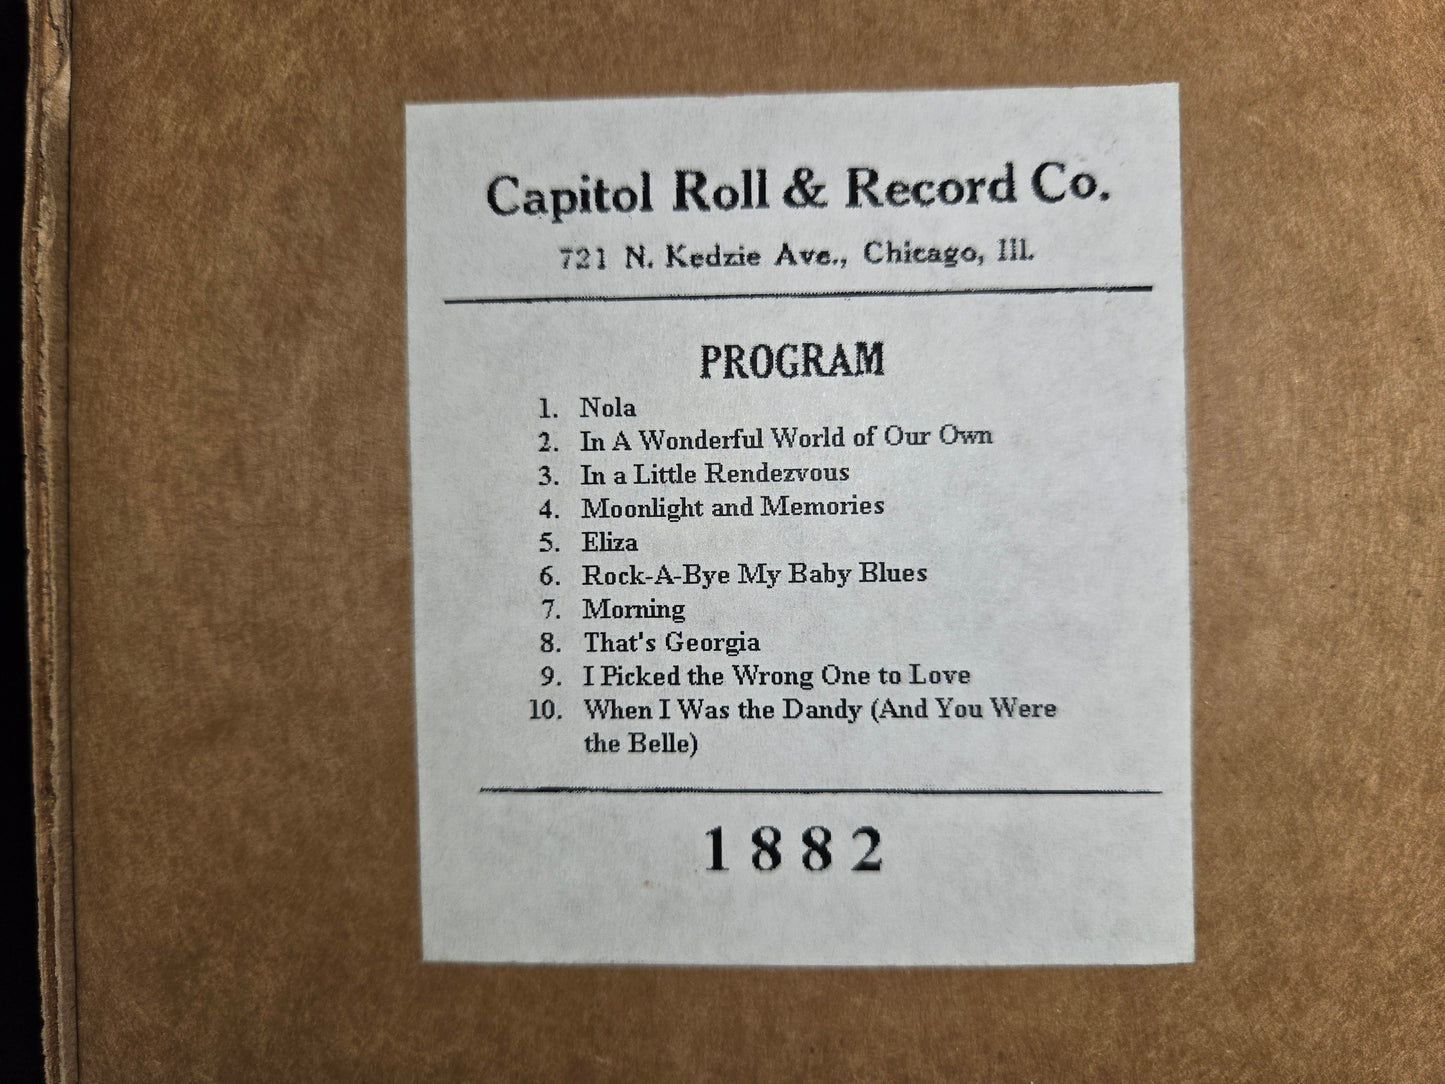 Capitol Roll & Record Co.
721 N. Kedzie Ave., Chicago, Ill.
PROGRAM
1. Nola
2. In A Wonderful World of Our Own
3. In a Little Rendezvous
4. Moonlight and Memories
5. Eliza
6. Rock-A-Bye My Baby Blues
7. Morning
8. That's Georgia
9. I Picked the Wrong One to Love
10. When I Was the Dandy (And You Were
the Belle)
1882